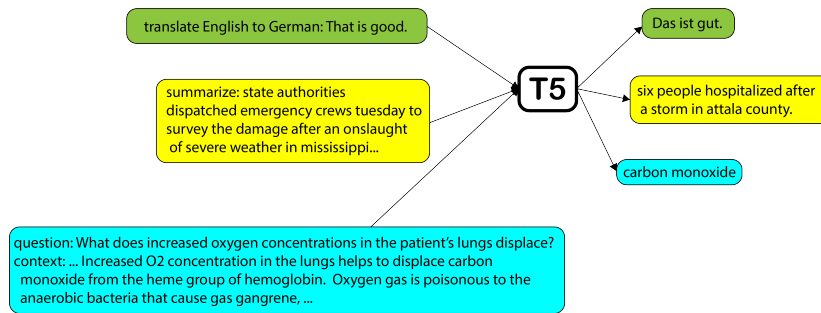 translate English to German: That is good.
summarize: state authorities
dispatched emergency crews tuesday to
survey the damage after an onslaught
of severe weather in mississippi...
question: What does increased oxygen concentrations in the patient's lungs displace?
context: ... Increased O2 concentration in the lungs helps to displace carbon
monoxide from the heme group of hemoglobin. Oxygen gas is poisonous to the
anaerobic bacteria that cause gas gangrene, ...
T5
Das ist gut.
six people hospitalized after
a storm in attala county.
carbon monoxide